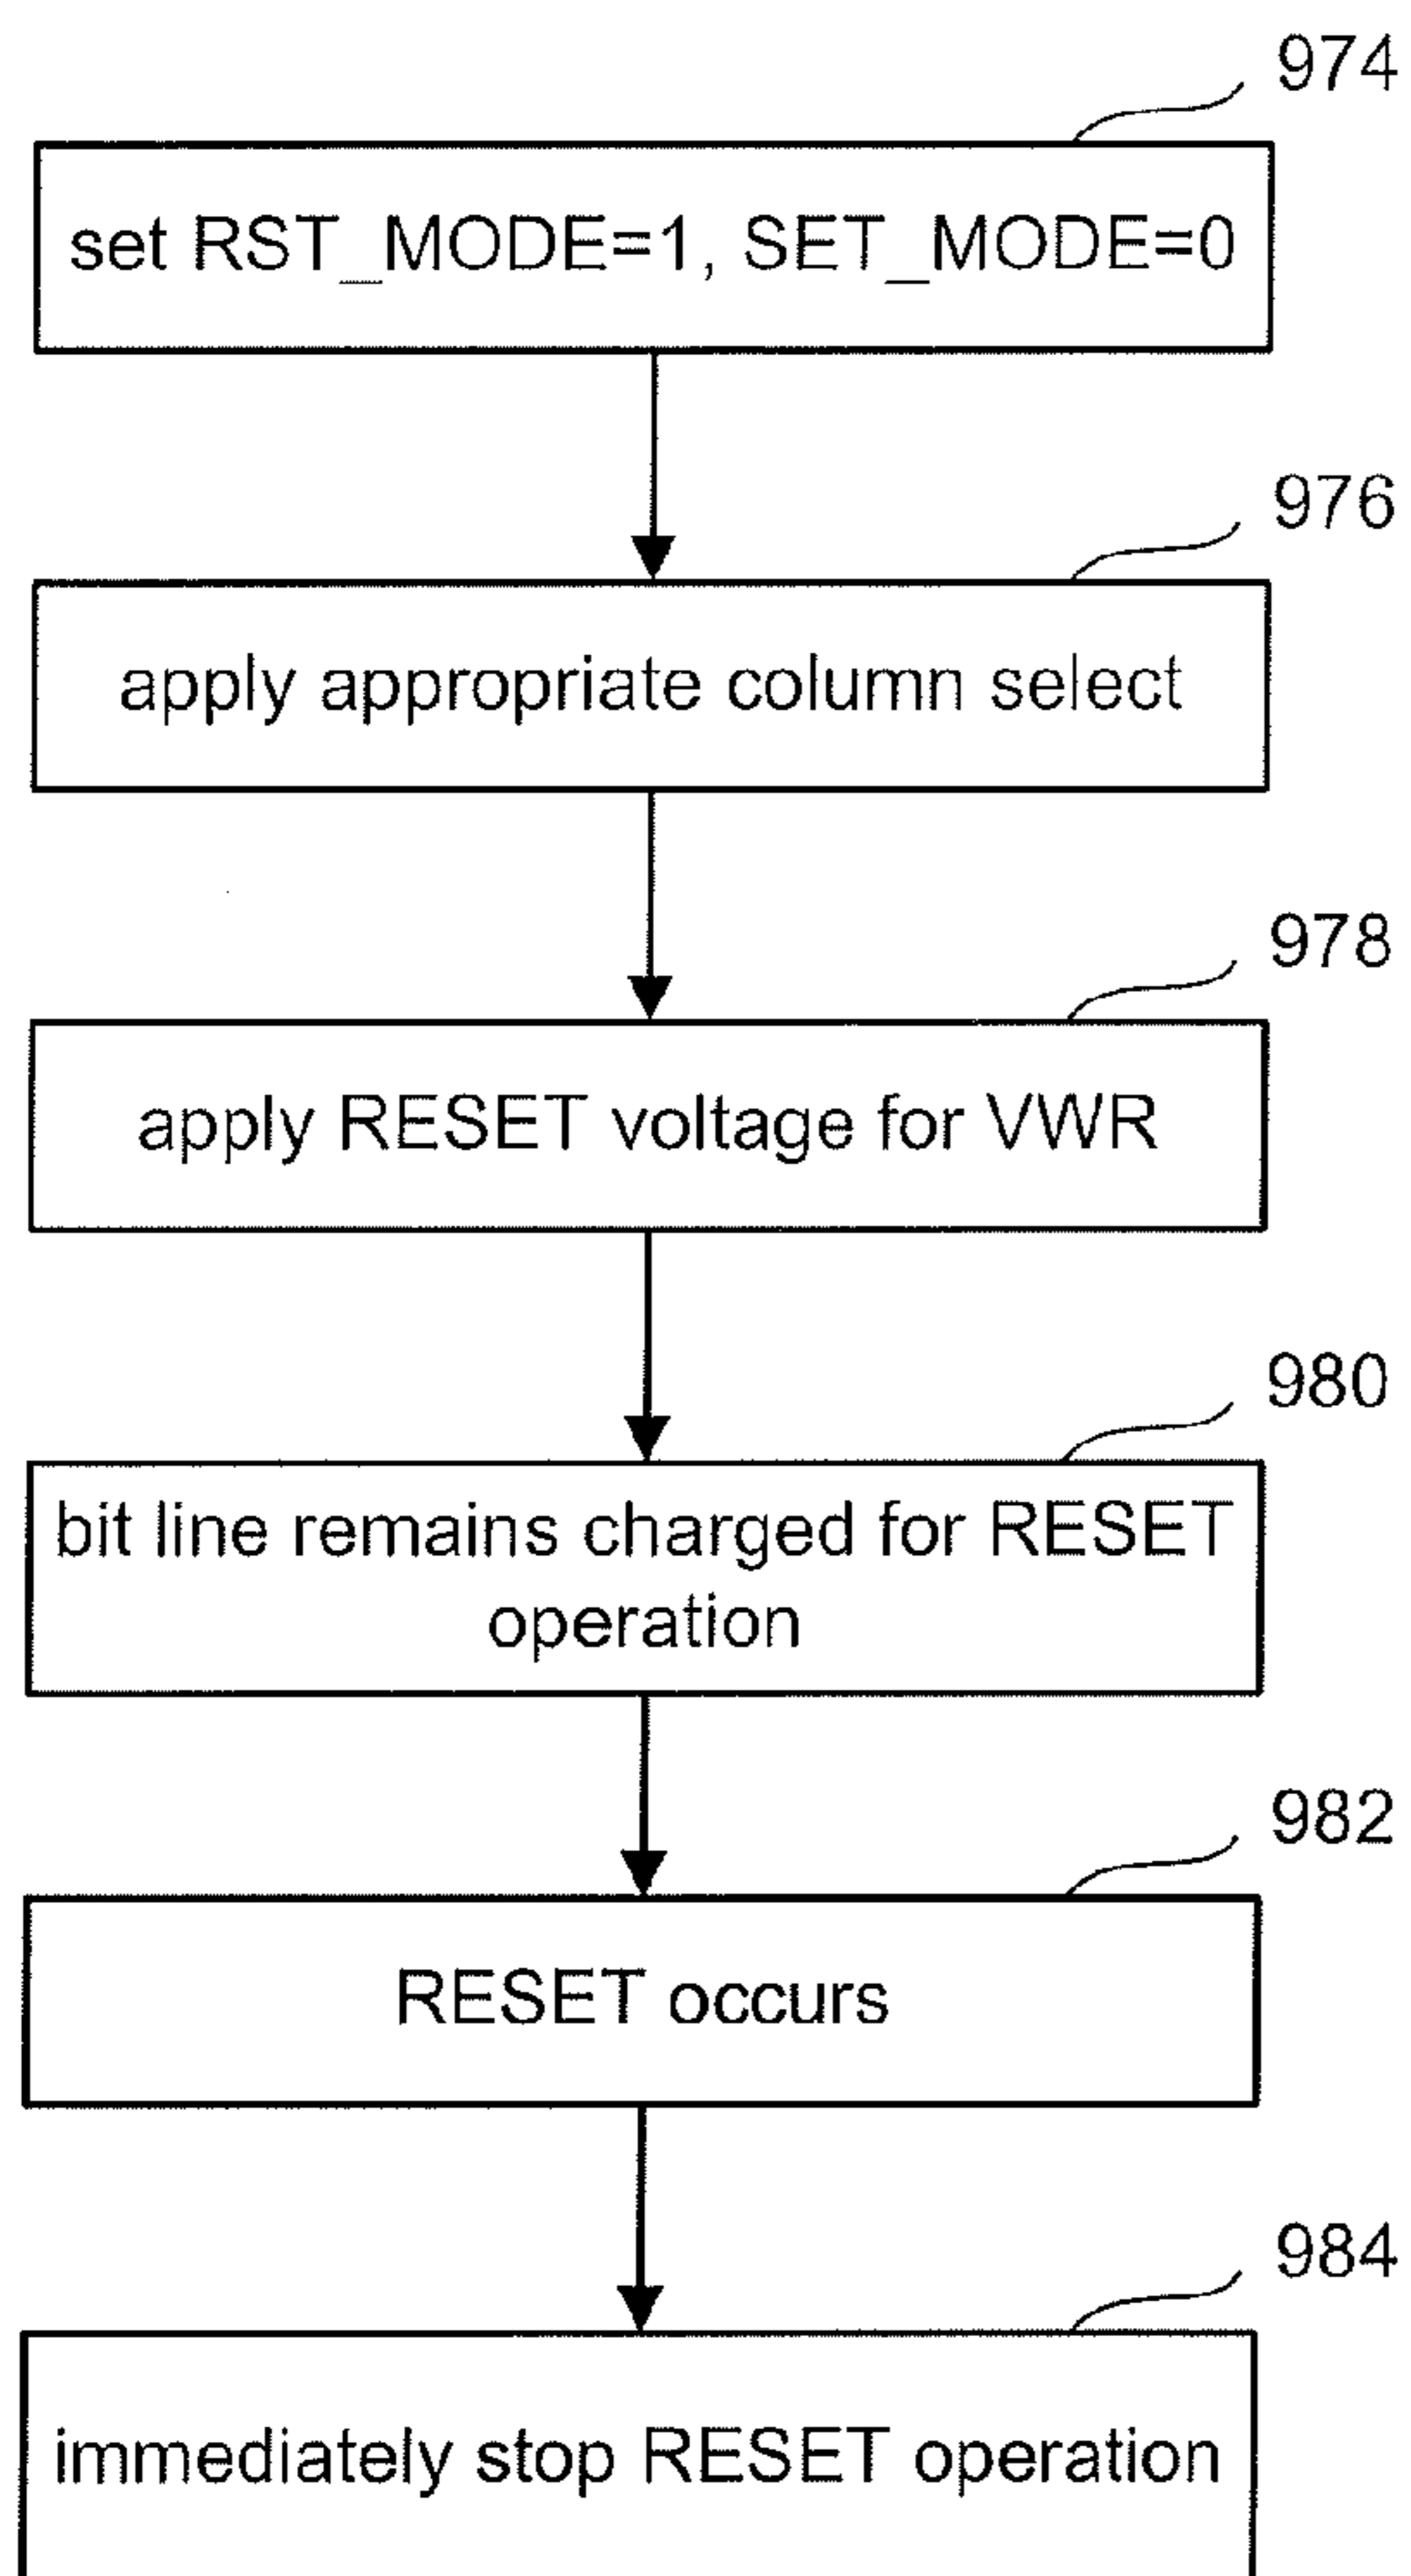 974
set RST_MODE=1, SET_MODE=0
976
apply appropriate column select
978
apply RESET voltage for VWR
980
bit line remains charged for RESET
operation
982
RESET occurs
984
immediately stop RESET operation